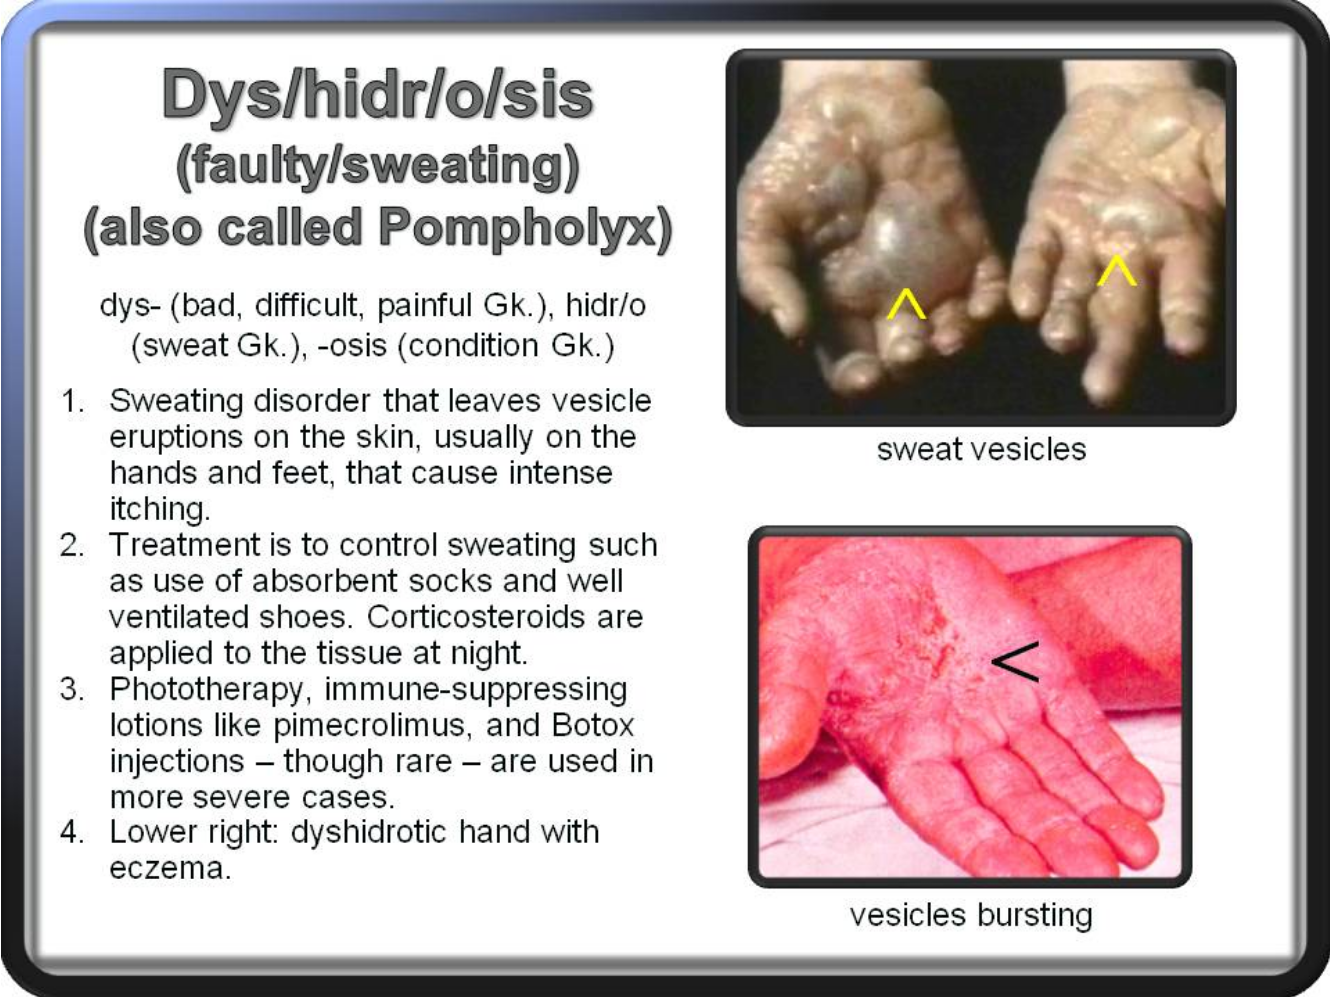 Dys/hidr/o/sis
(faulty/sweating)
(also called Pompholyx)
dys- (bad, difficult, painful Gk.), hidr/o
(sweat Gk.), -osis (condition Gk.)
1. Sweating disorder that leaves vesicle
eruptions on the skin, usually on the
hands and feet, that cause intense
itching.
2. Treatment is to control sweating such
as use of absorbent socks and well
ventilated shoes. Corticosteroids are
applied to the tissue at night.
3. Phototherapy, immune-suppressing
lotions like pimecrolimus, and Botox
injections – though rare – are used in
more severe cases.
4. Lower right: dyshidrotic hand with
eczema.
sweat vesicles
vesicles bursting